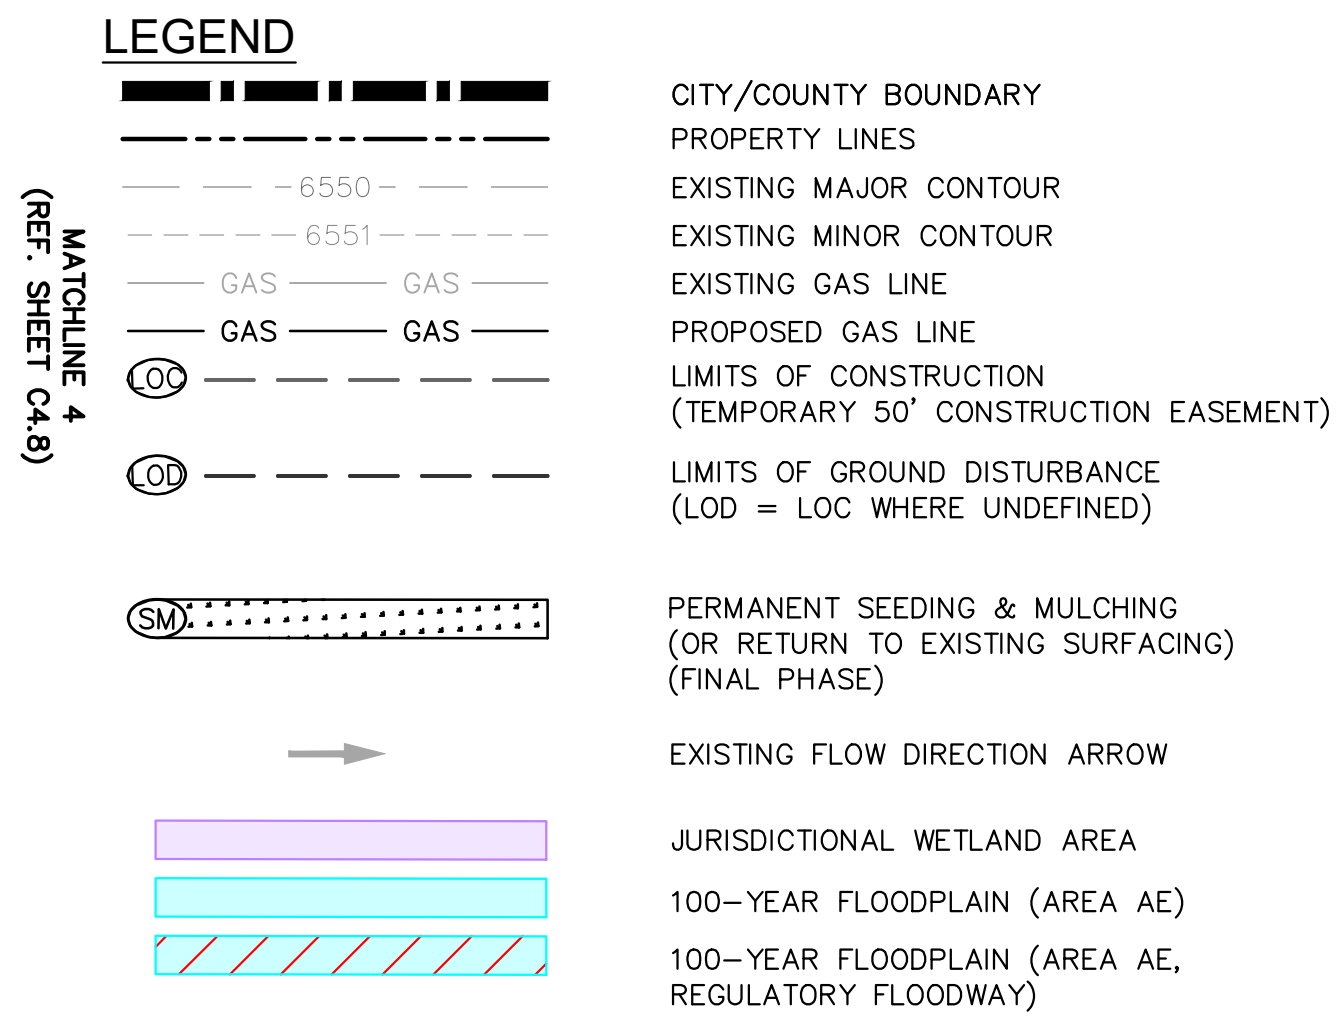 LEGEND
CITY/COUNTY BOUNDARY
PROPERTY LINES
6550 EXISTING MAJOR CONTOUR
6551 EXISTING MINOR CONTOUR
GAS GAS EXISTING GAS LINE
GAS GAS PROPOSED GAS LINE
LOC LIMITS OF CONSTRUCTION
(TEMPORARY 50' CONSTRUCTION EASEMENT)
LOD LIMITS OF GROUND DISTURBANCE
(LOD = LOC WHERE UNDEFINED)
SM PERMANENT SEEDING & MULCHING
(OR RETURN TO EXISTING SURFACING)
(FINAL PHASE)
EXISTING FLOW DIRECTION ARROW
JURISDICTIONAL WETLAND AREA
100-YEAR FLOODPLAIN (AREA AE)
100-YEAR FLOODPLAIN (AREA AE,
REGULATORY FLOODWAY)
MATCHLINE 4
(REF. SHEET C4.8)